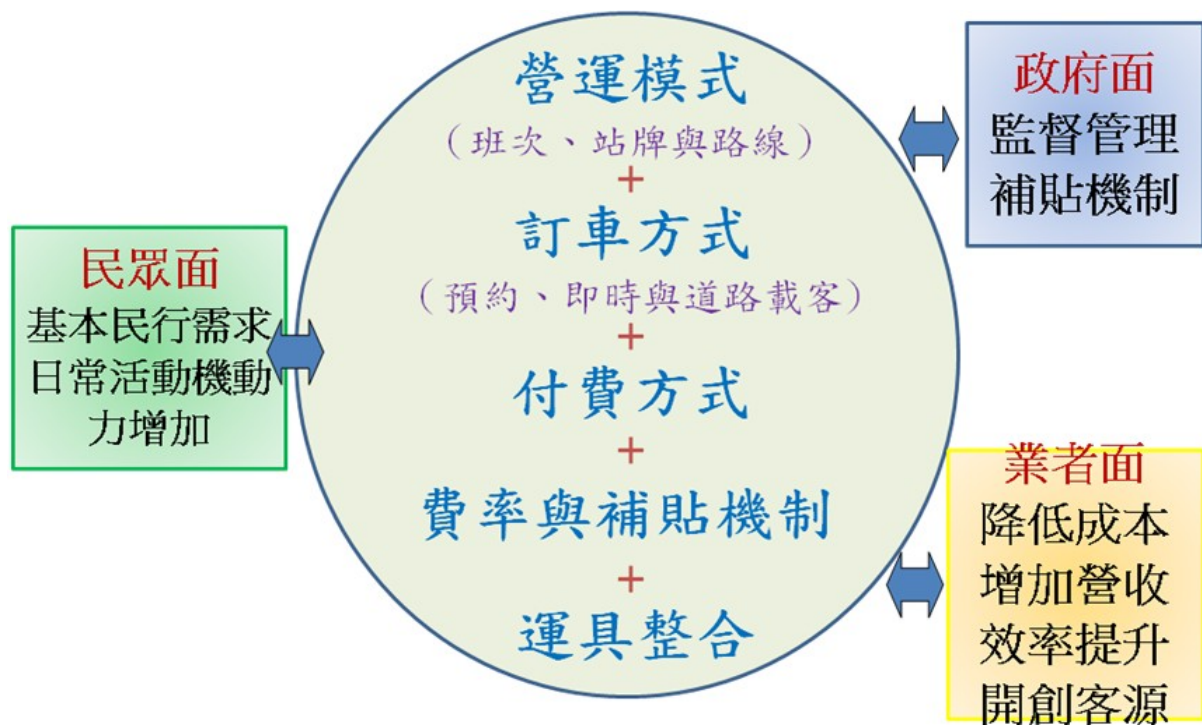 營運模式
（班次、站牌與路線）
+
訂車方式
（預約、即時與道路載客）
+
付費方式
+
費率與補貼機制
+
運具整合
民眾面
基本民行需求
日常活動機動
力增加
政府面
監督管理
補貼機制
業者面
降低成本
增加營收
效率提升
開創客源